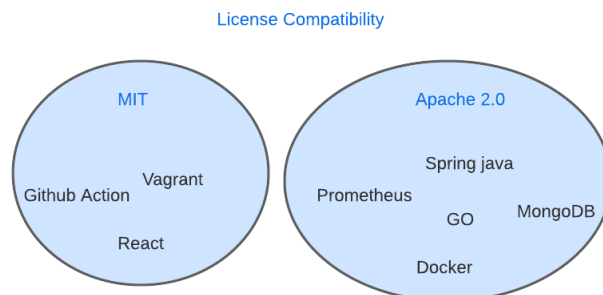 License Compatibility
MIT
Vagrant
Github Action
React
Apache 2.0
Spring java
Prometheus
MongoDB
GO
Docker